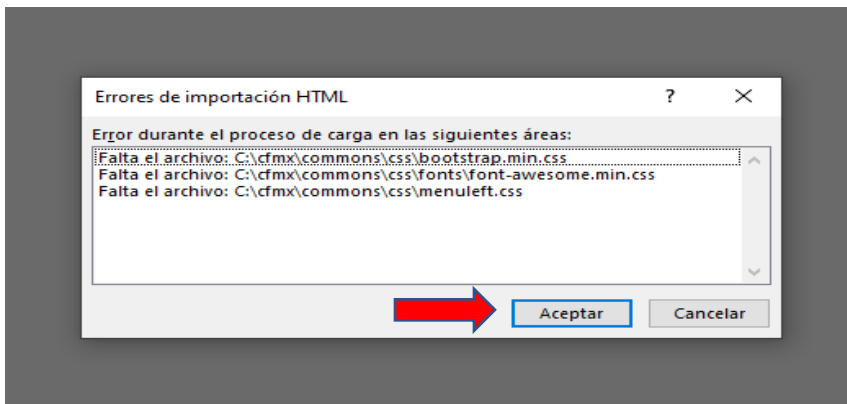 Errores de importación HTML
?
Error durante el proceso de carga en las siguientes áreas:
Falta el archivo: C:\cfmx\commons\css\bootstrap.min.css
Falta el archivo: C:\cfmx\commons\css\fonts\font-awesome.min.css
Falta el archivo: C:\cfmx\commons\css\menuleft.css
Aceptar
Cancelar